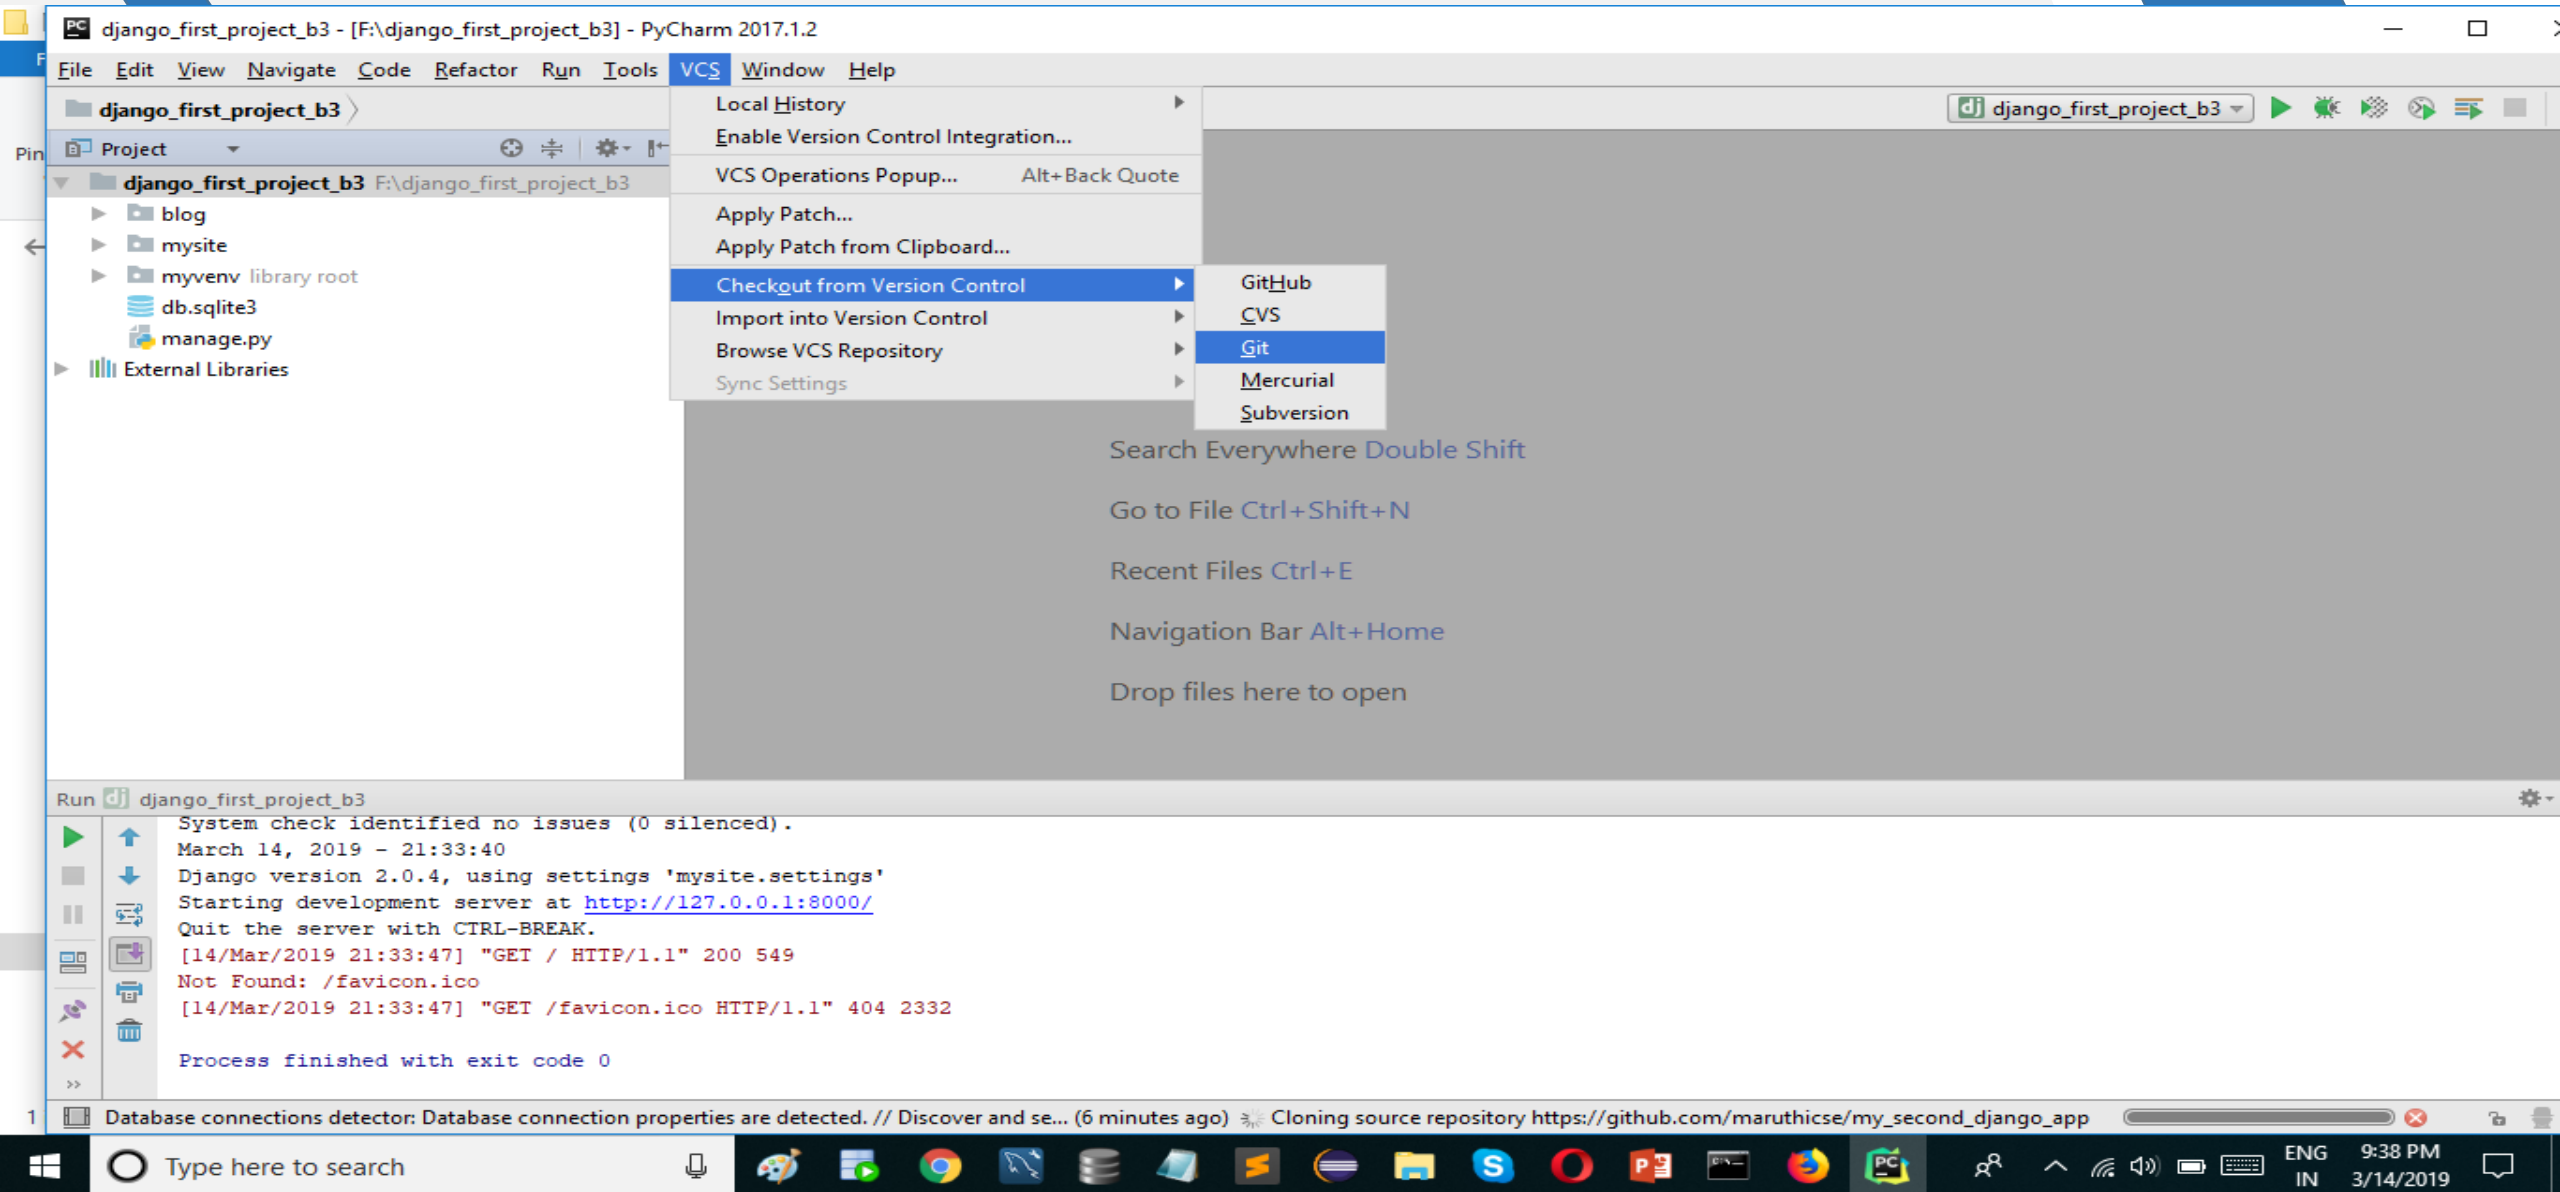 django_first_project_b3 - [F:\django_first_project_b3] - PyCharm 2017.1.2
F
File Edit View Navigate Code Refactor Run Tools VCS Window Help
django_first_project_b3
django_first_project_b3
Pin
Project
django_first_project_b3 F:\django_first_project_b3
blog
mysite
myvenv library root
db.sqlite3
manage.py
External Libraries
Local History
Enable Version Control Integration...
VCS Operations Popup... Alt+Back Quote
Apply Patch...
Apply Patch from Clipboard...
Checkout from Version Control
Import into Version Control
Browse VCS Repository
Sync Settings
GitHub
CVS
Git
Mercurial
Subversion
Search Everywhere Double Shift
Go to File Ctrl+Shift+N
Recent Files Ctrl+E
Navigation Bar Alt+Home
Drop files here to open
Run django_first_project_b3
System check identified no issues (0 silenced).
March 14, 2019 - 21:33:40
Django version 2.0.4, using settings 'mysite.settings'
Starting development server at http://127.0.0.1:8000/
Quit the server with CTRL-BREAK.
[14/Mar/2019 21:33:47] "GET / HTTP/1.1" 200 549
Not Found: /favicon.ico
[14/Mar/2019 21:33:47] "GET /favicon.ico HTTP/1.1" 404 2332
Process finished with exit code 0
1
Database connections detector: Database connection properties are detected. // Discover and se... (6 minutes ago) Cloning source repository https://github.com/maruthicse/my_second_django_app
Type here to search
ENG
IN
9:38 PM
3/14/2019